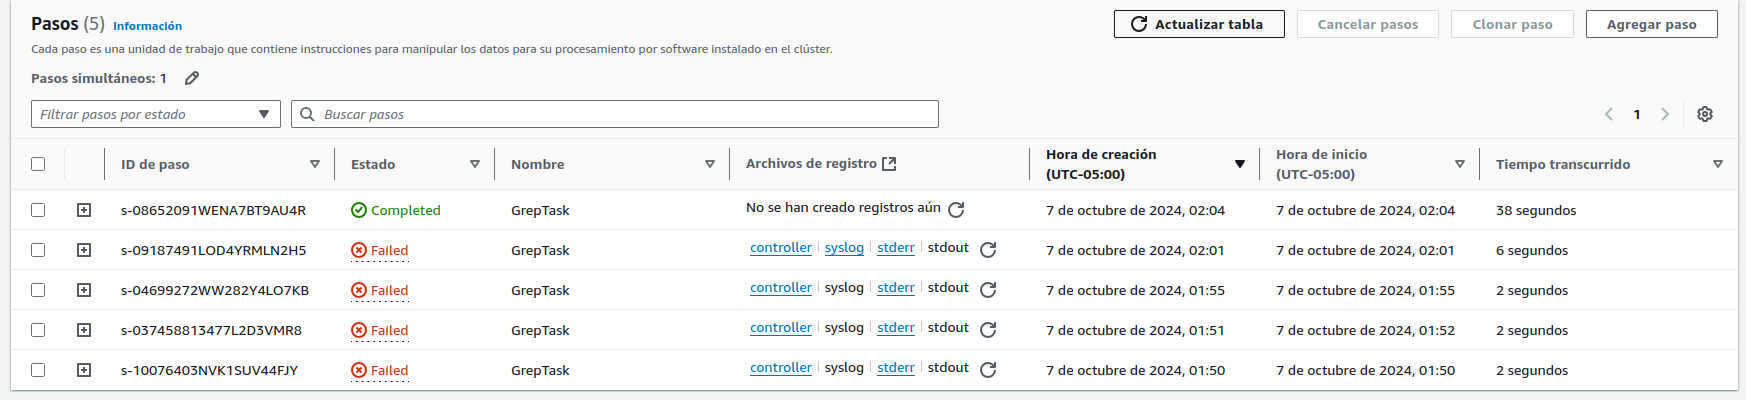 Pasos (5) Información
Actualizar tabla Cancelar pasos Clonar paso Agregar paso
Cada paso es una unidad de trabajo que contiene instrucciones para manipular los datos para su procesamiento por software instalado en el clúster.
Pasos simultáneos: 1
Filtrar pasos por estado Buscar pasos 1
ID de paso Estado Nombre Archivos de registro Hora de creación (UTC-05:00) Hora de inicio (UTC-05:00) Tiempo transcurrido
s-08652091WENA7BT9AU4R Completed GrepTask No se han creado registros aún 7 de octubre de 2024, 02:04 7 de octubre de 2024, 02:04 38 segundos
s-09187491LOD4YRMLN2H5 Failed GrepTask controller syslog stderr stdout 7 de octubre de 2024, 02:01 7 de octubre de 2024, 02:01 6 segundos
s-04699272WW282Y4LO7KB Failed GrepTask controller syslog stderr stdout 7 de octubre de 2024, 01:55 7 de octubre de 2024, 01:55 2 segundos
s-037458813477L2D3VMR8 Failed GrepTask controller syslog stderr stdout 7 de octubre de 2024, 01:51 7 de octubre de 2024, 01:52 2 segundos
s-10076403NVK1SUV44FJY Failed GrepTask controller syslog stderr stdout 7 de octubre de 2024, 01:50 7 de octubre de 2024, 01:50 2 segundos